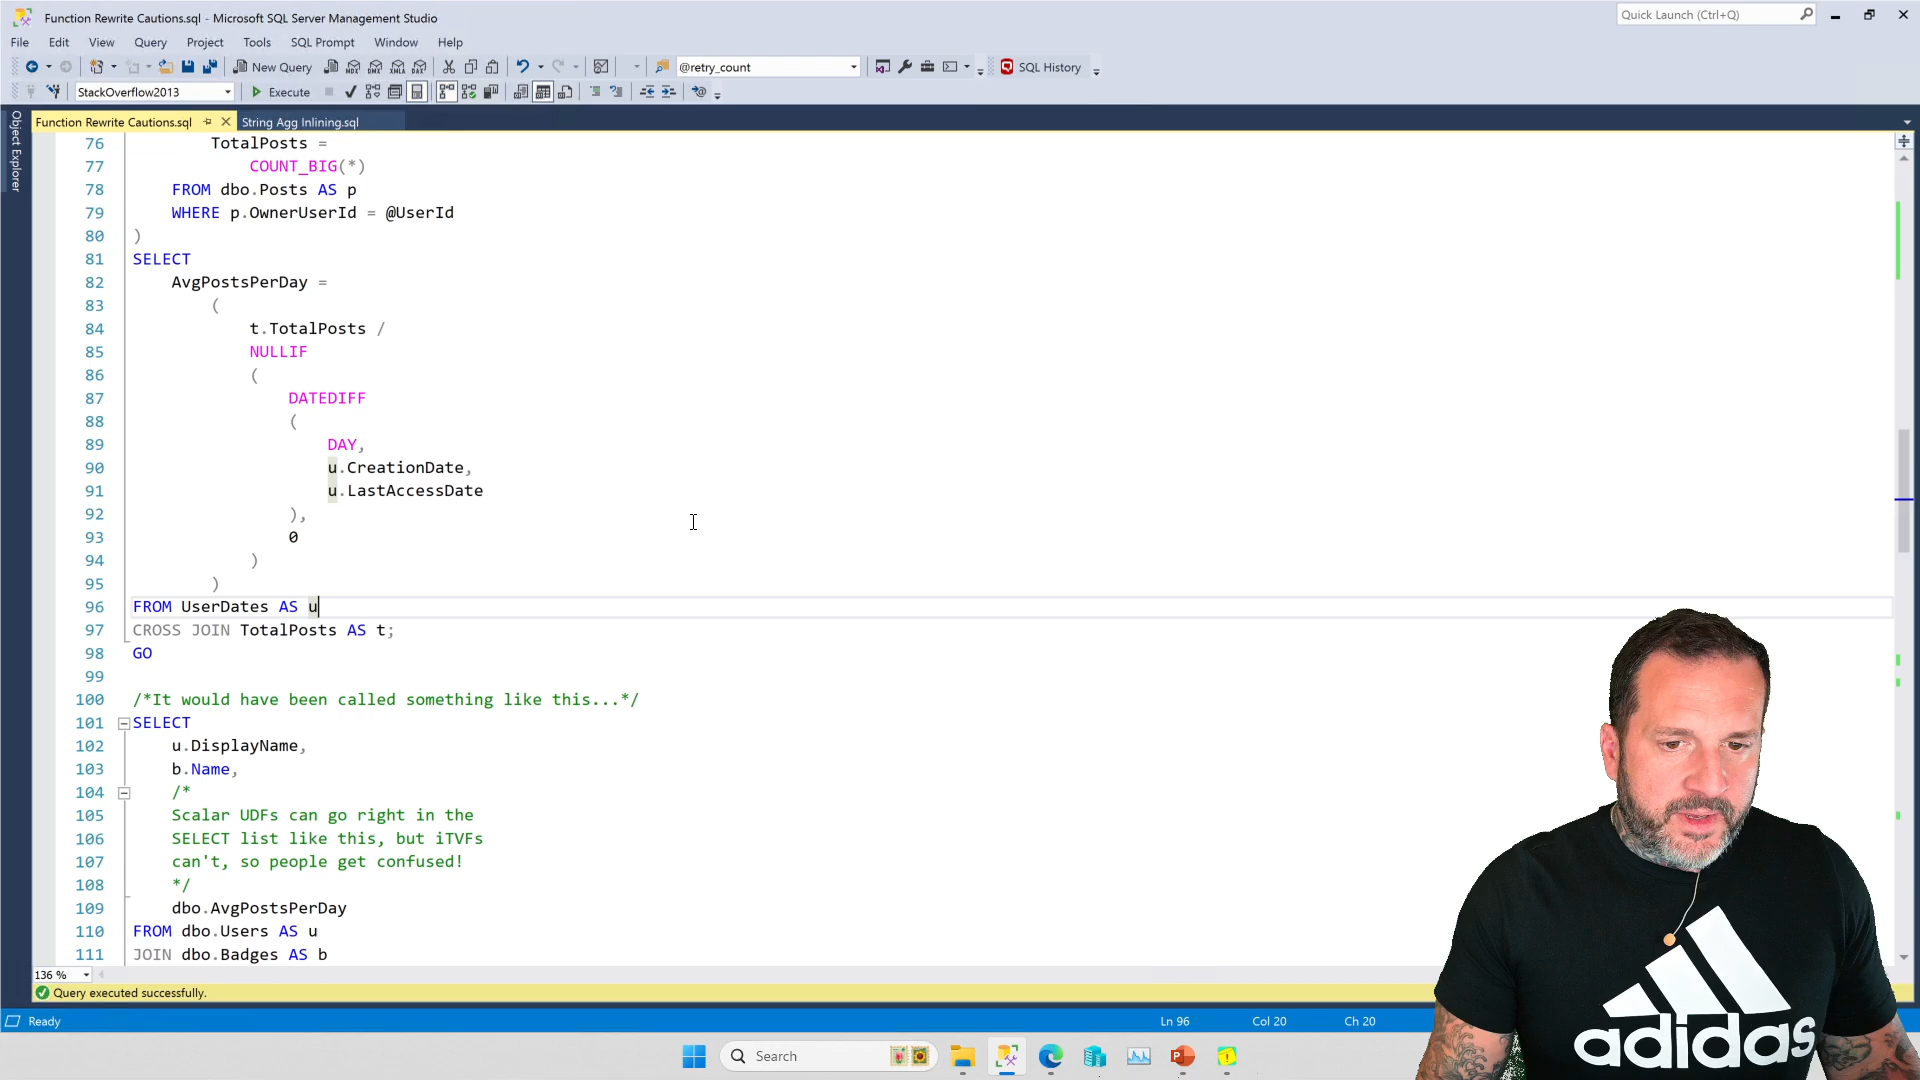 Function Rewrite Cautions.sql - Microsoft SQL Server Management Studio
Quick Launch (Ctrl+Q)
File Edit View Query Project Tools SQL Prompt Window Help
New Query MDX DMX XMLA DAX @retry_count SQL History
StackOverflow2013 Execute
Object Explorer
Function Rewrite Cautions.sql String Agg Inlining.sql
76 TotalPosts =
77 COUNT_BIG(*)
78 FROM dbo.Posts AS p
79 WHERE p.OwnerUserId = @UserId
80 )
81 SELECT
82 AvgPostsPerDay =
83 (
84 t.TotalPosts /
85 NULLIF
86 (
87 DATEDIFF
88 (
89 DAY,
90 u.CreationDate,
91 u.LastAccessDate
92 ),
93 0
94 )
95 )
96 FROM UserDates AS u
97 CROSS JOIN TotalPosts AS t;
98 GO
99
100 /*It would have been called something like this...*/
101 SELECT
102 u.DisplayName,
103 b.Name,
104 /*
105 Scalar UDFs can go right in the
106 SELECT list like this, but iTVFs
107 can't, so people get confused!
108 */
109 dbo.AvgPostsPerDay
110 FROM dbo.Users AS u
111 JOIN dbo.Badges AS b
136 %
Query executed successfully.
Ready Ln 96 Col 20 Ch 20
Search
adidas